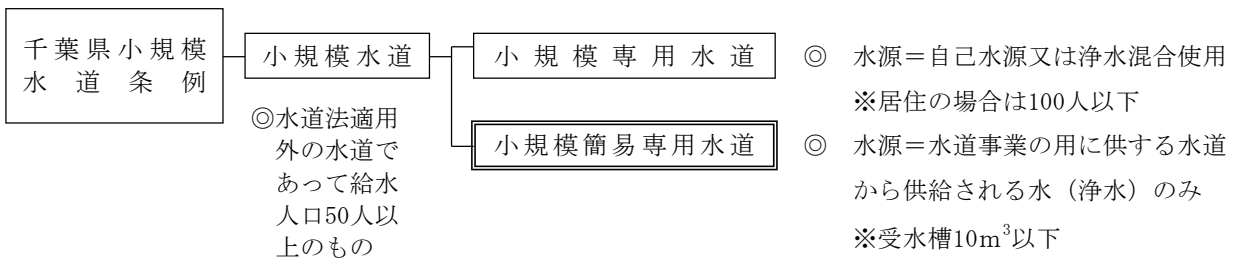 千葉県小規模
水道条例
小規模水道
◎水道法適用
外の水道で
あって給水
人口50人以
上のもの
小規模専用水道
◎ 水源＝自己水源又は浄水混合使用
※居住の場合は100人以下
小規模簡易専用水道
◎ 水源＝水道事業の用に供する水道
から供給される水（浄水）のみ
※受水槽10m³以下